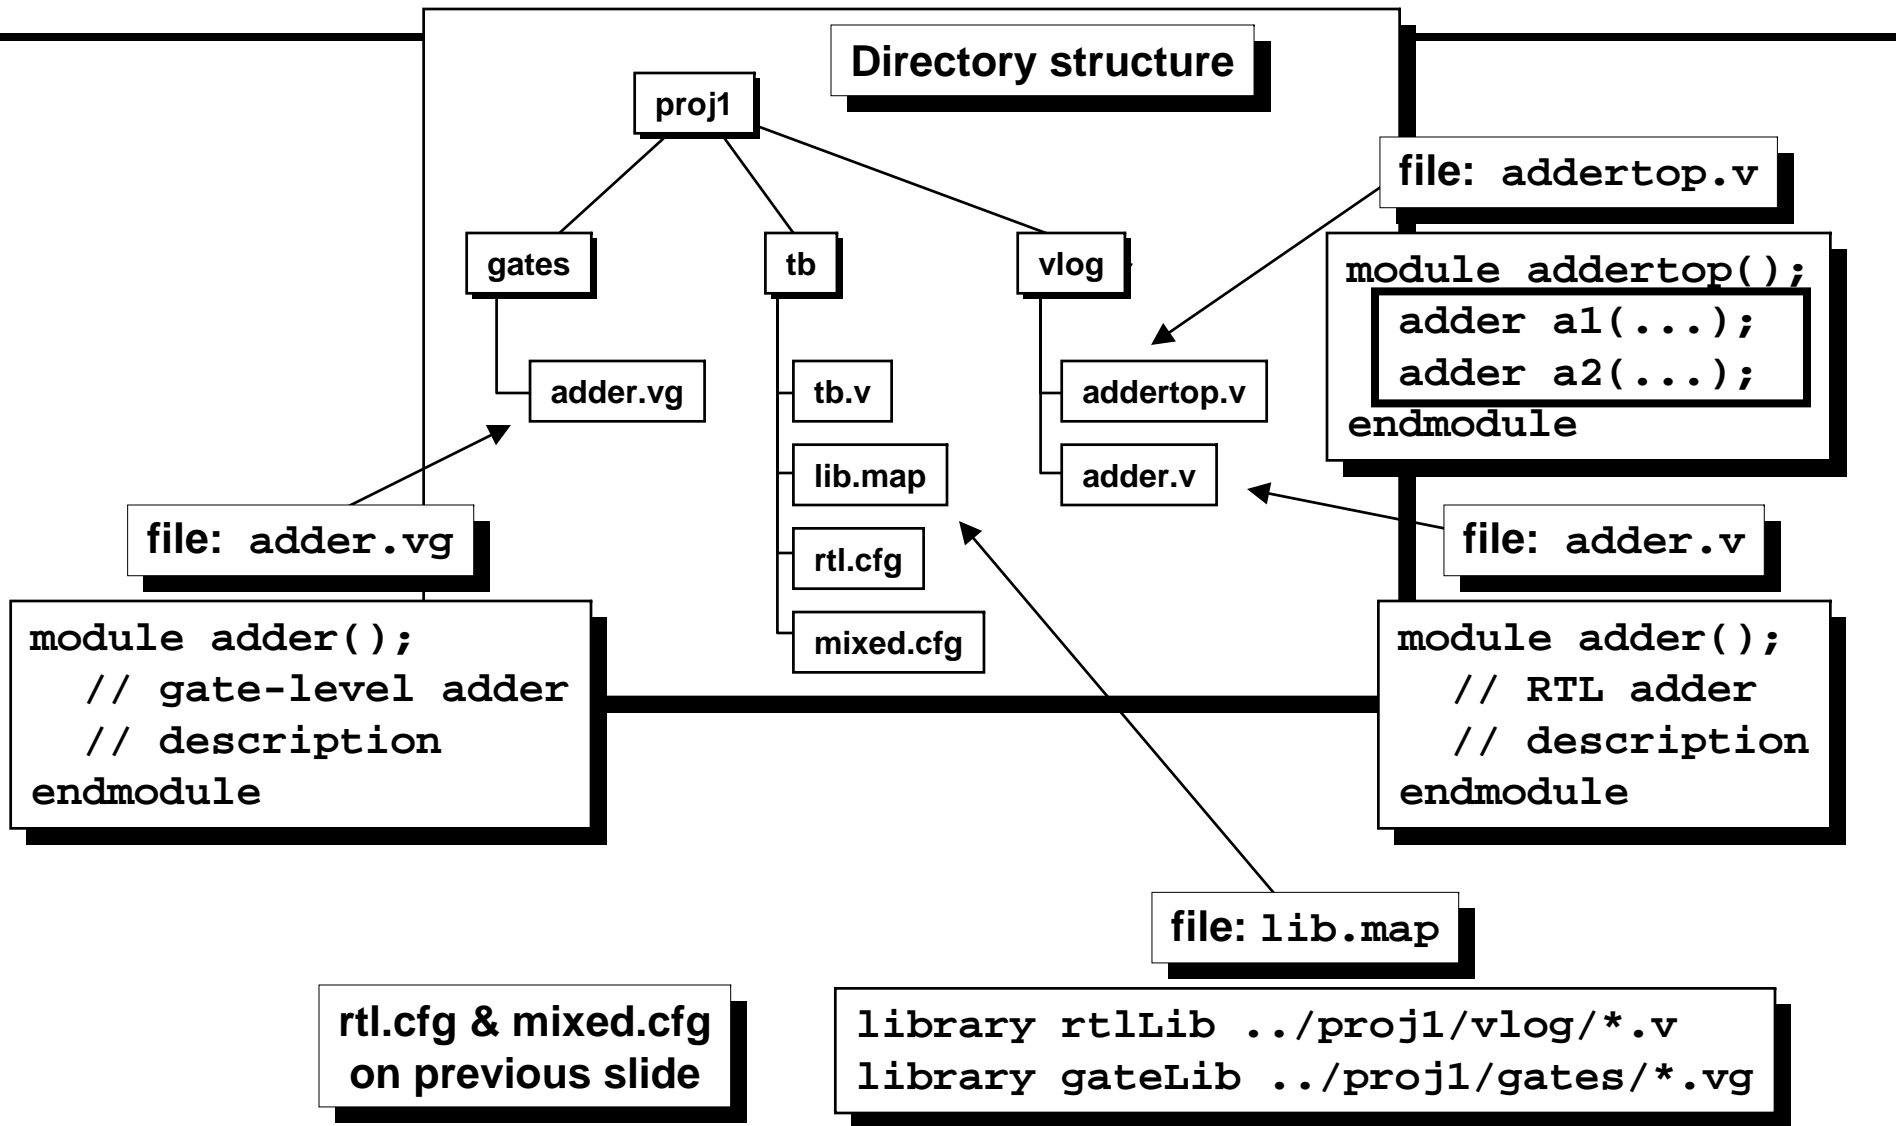 Directory structure
proj1
gates
tb
vlog
adder.vg
tb.v
lib.map
rtl.cfg
mixed.cfg
addertop.v
adder.v
file: addertop.v
module addertop();
  adder a1(...);
  adder a2(...);
endmodule
file: adder.vg
module adder();
  // gate-level adder
  // description
endmodule
file: adder.v
module adder();
  // RTL adder
  // description
endmodule
file: lib.map
library rtlLib ../proj1/vlog/*.v
library gateLib ../proj1/gates/*.vg
rtl.cfg & mixed.cfg
on previous slide